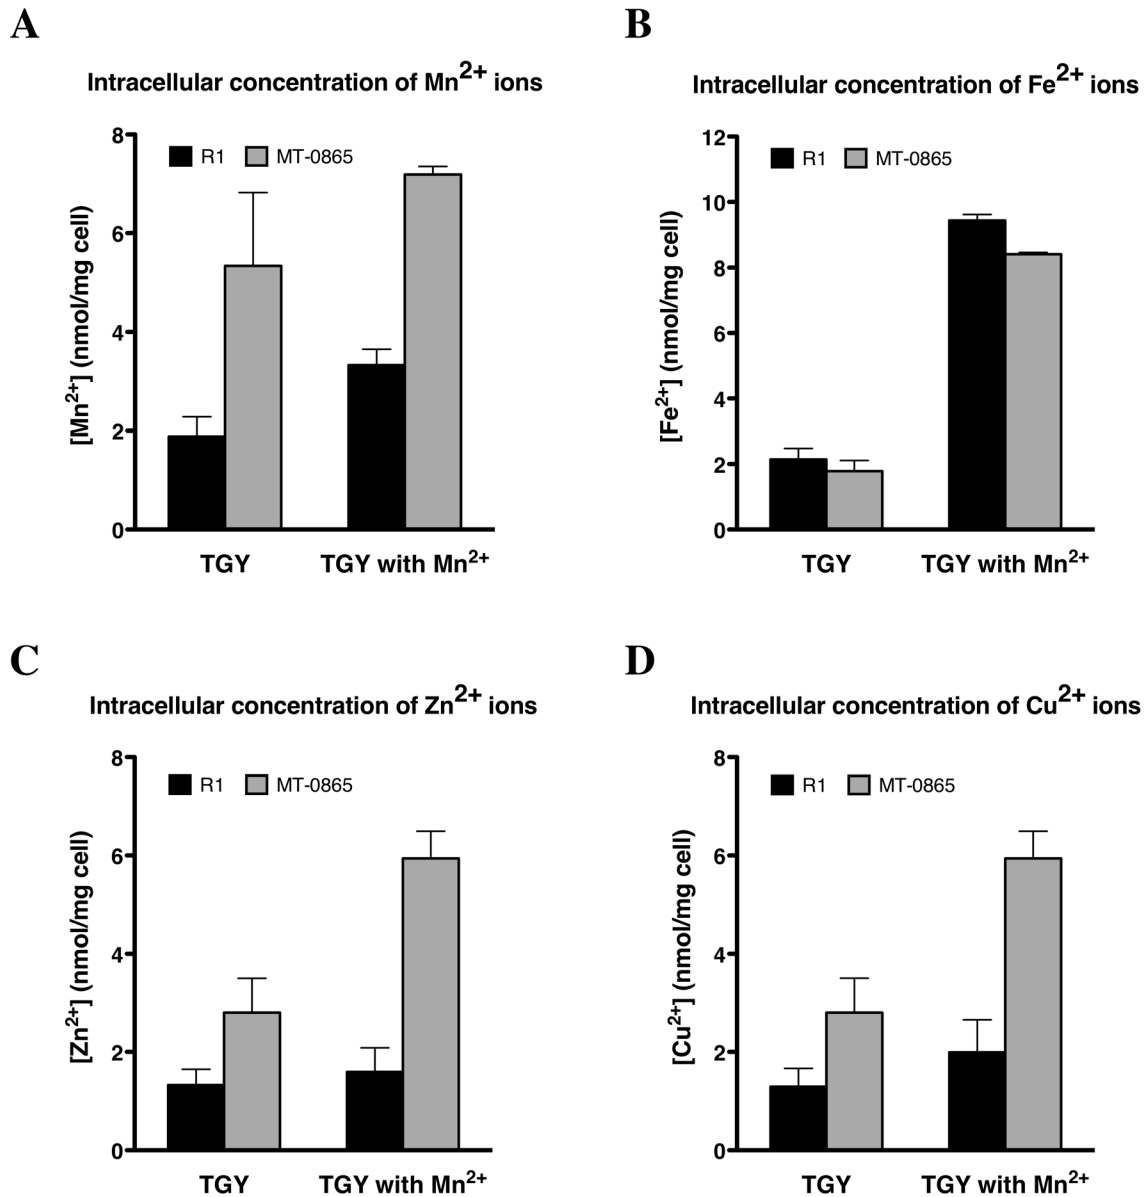 A
Intracellular concentration of Mn2+ ions
8
6
4
2
0
[Mn2+] (nmol/mg cell)
R1
MT-0865
TGY
TGY with Mn2+
B
Intracellular concentration of Fe2+ ions
12
10
8
6
4
2
0
[Fe2+] (nmol/mg cell)
R1
MT-0865
TGY
TGY with Mn2+
C
Intracellular concentration of Zn2+ ions
8
6
4
2
0
[Zn2+] (nmol/mg cell)
R1
MT-0865
TGY
TGY with Mn2+
D
Intracellular concentration of Cu2+ ions
8
6
4
2
0
[Cu2+] (nmol/mg cell)
R1
MT-0865
TGY
TGY with Mn2+